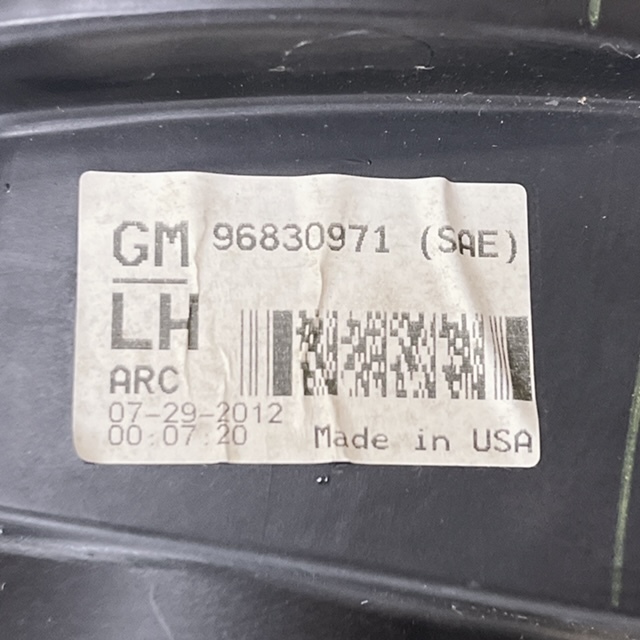 GM 96830971 (SAE)
LH
ARC
07-29-2012
00:07:20 Made in USA